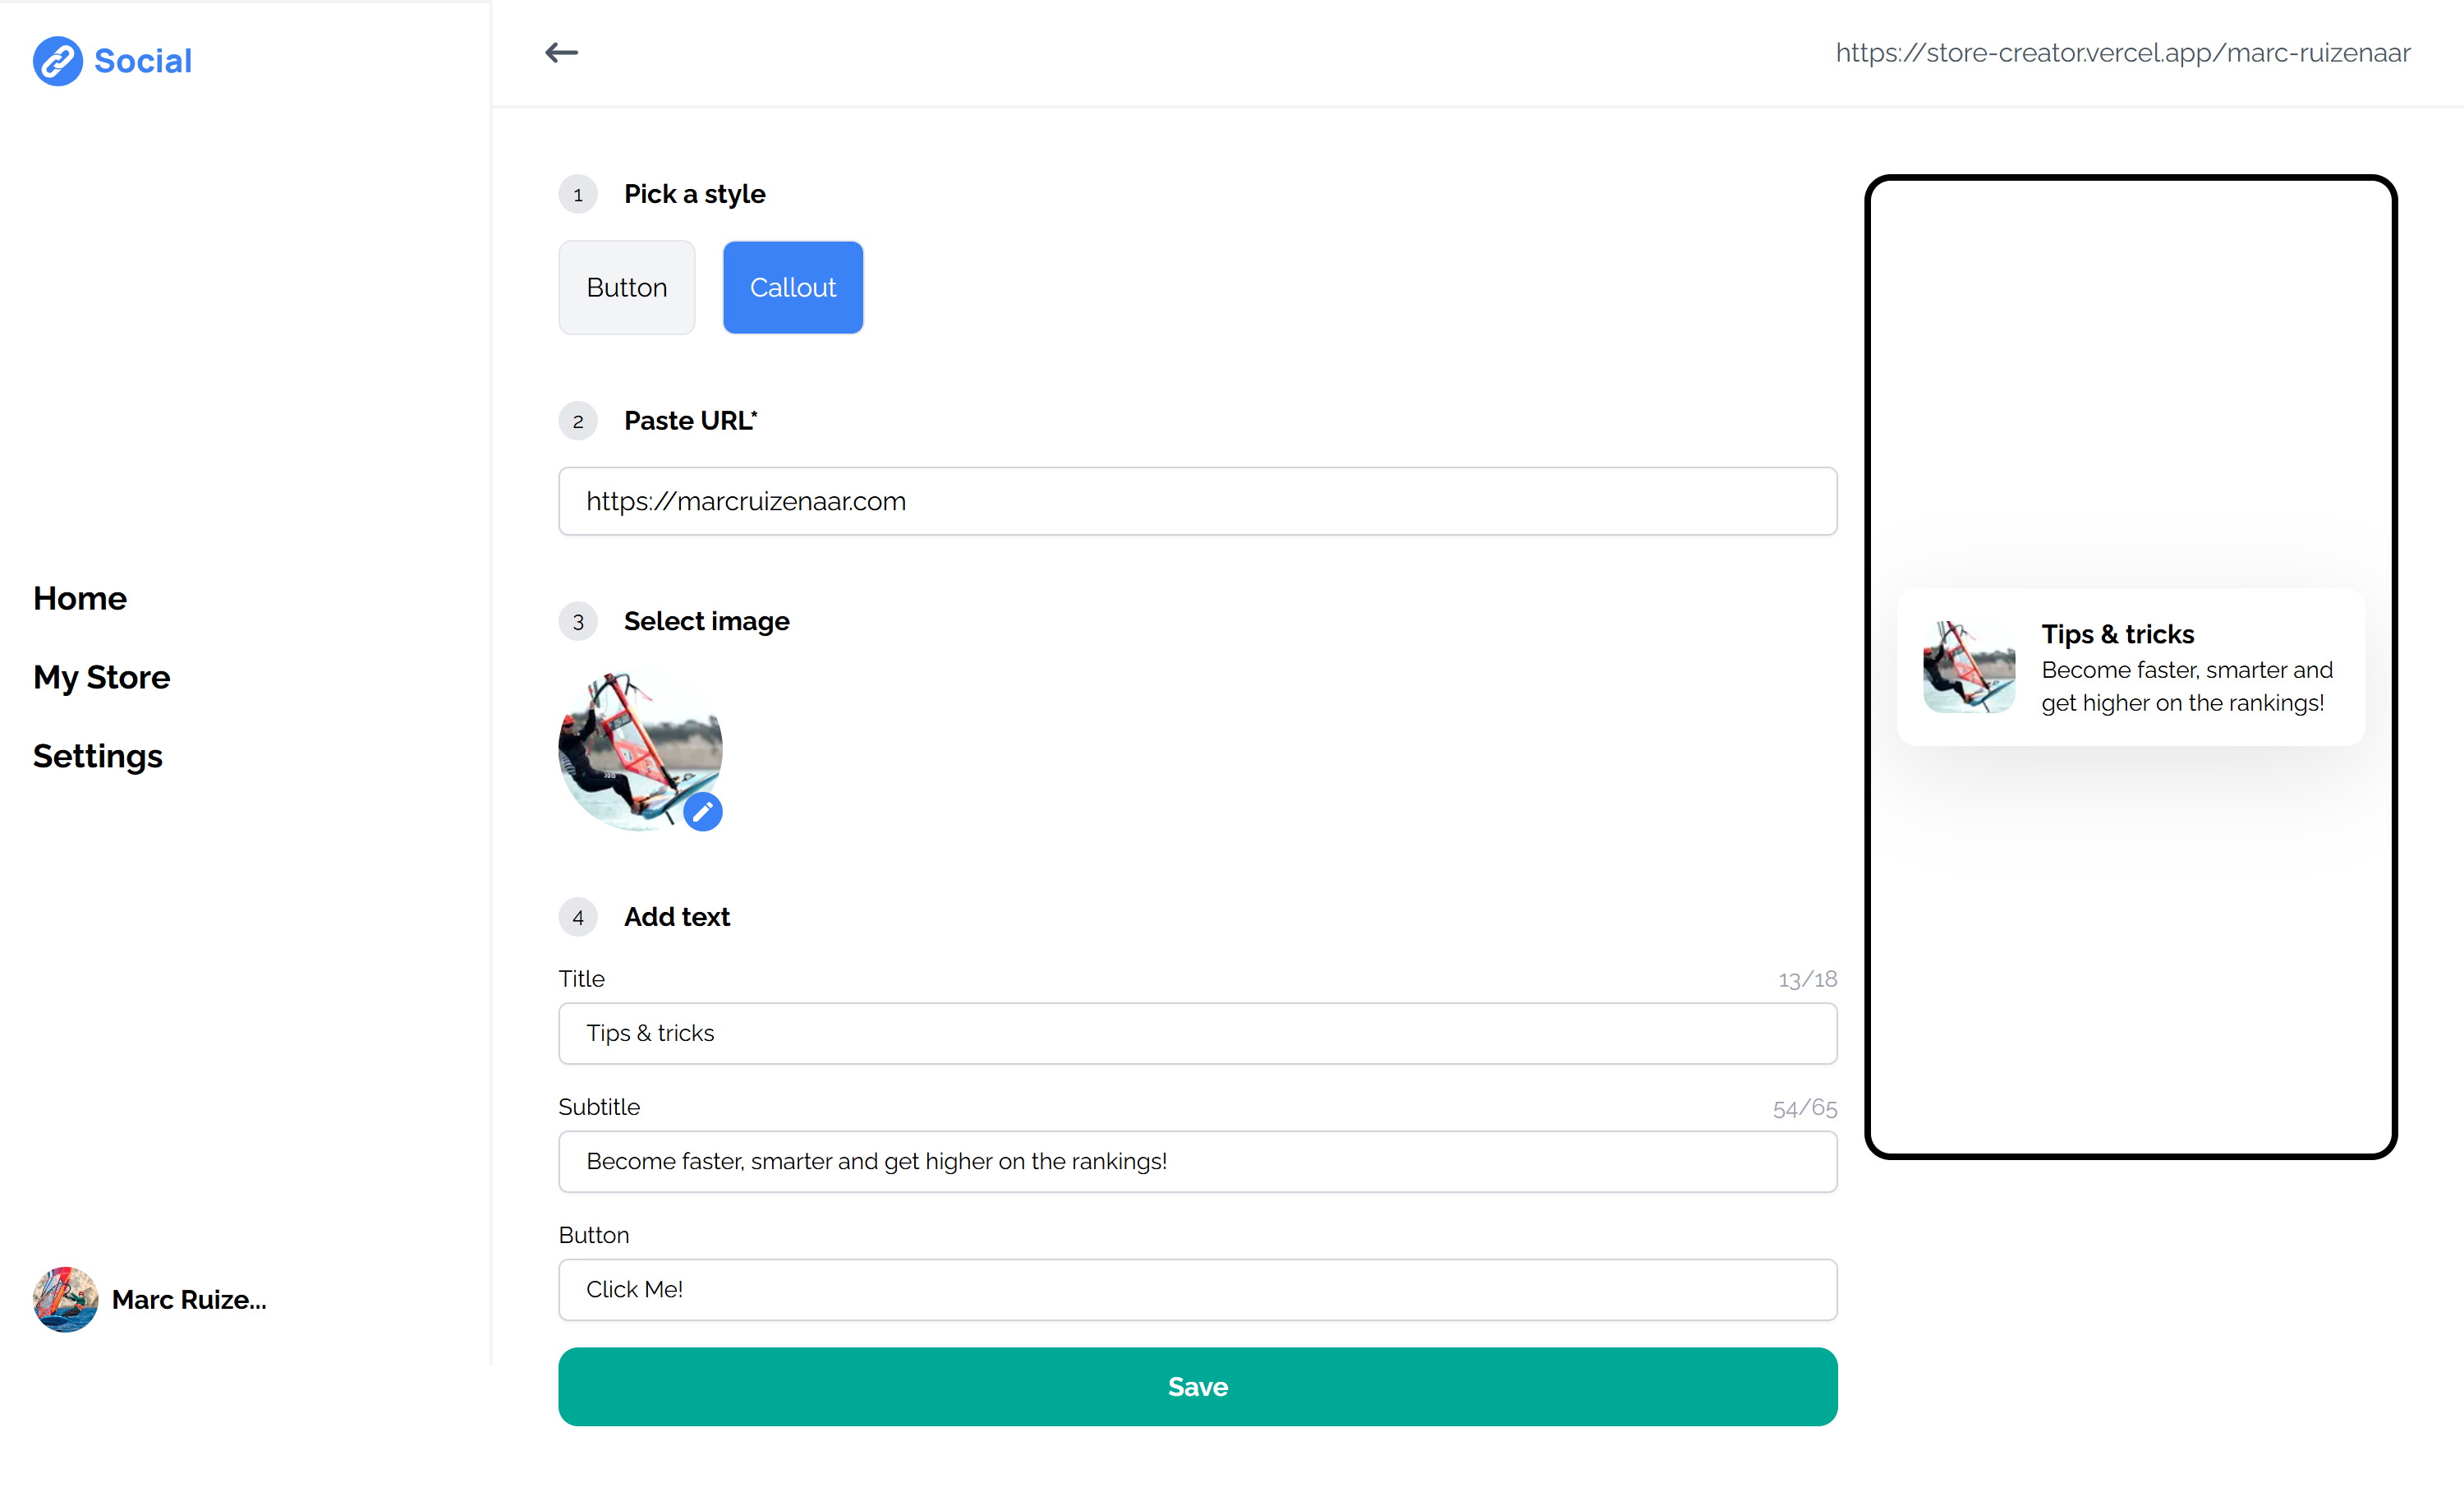 Social
Home
My Store
Settings
Marc Ruize...
https://store-creator.vercel.app/marc-ruizenaar
1 Pick a style
Button Callout
2 Paste URL*
https://marcruizenaar.com
3 Select image
4 Add text
Title 13/18
Tips & tricks
Subtitle 54/65
Become faster, smarter and get higher on the rankings!
Button
Click Me!
Save
Tips & tricks
Become faster, smarter and
get higher on the rankings!